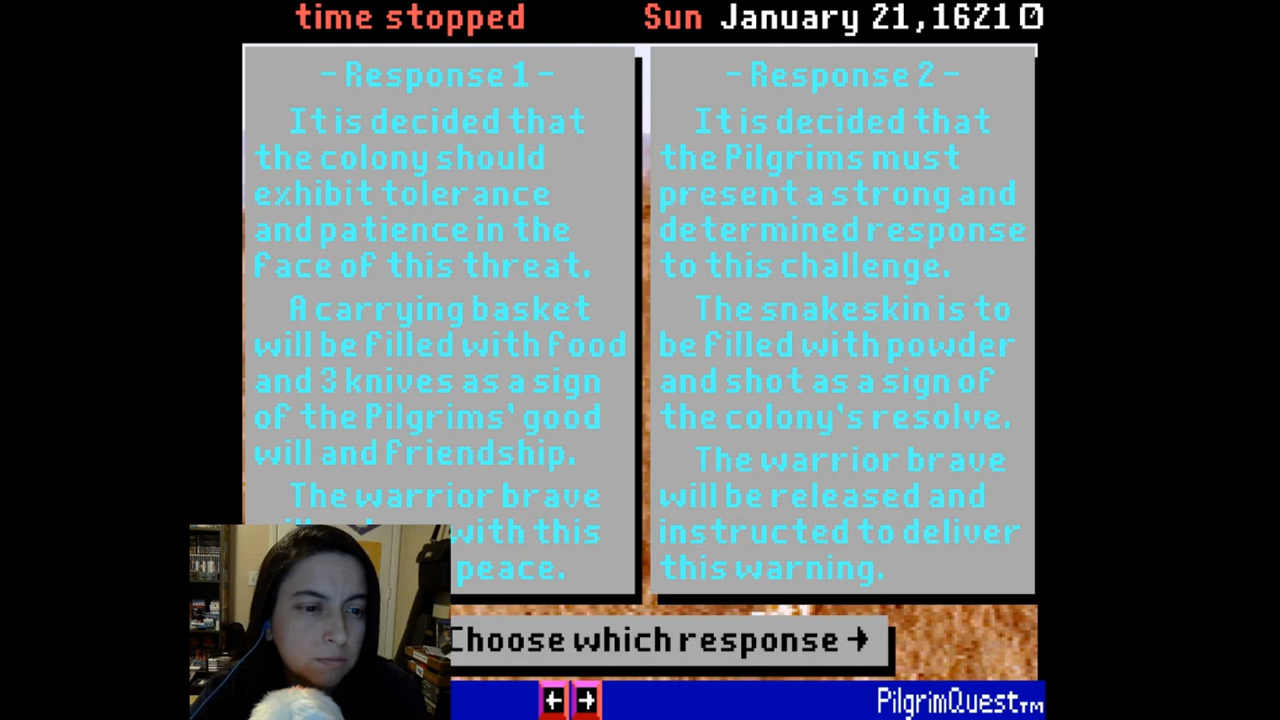 time stopped
Sun January 21,1621
- Response 1 -
It is decided that
the colony should
exhibit tolerance
and patience in the
face of this threat.
A carrying basket
will be filled with food
and 3 knives as a sign
of the Pilgrims' good
will and friendship.
The warrior brave
with this
peace.
- Response 2 -
It is decided that
the Pilgrims must
present a strong and
determined response
to this challenge.
The snakeskin is to
be filled with powder
and shot as a sign of
the colony's resolve.
The warrior brave
will be released and
instructed to deliver
this warning.
Choose which response →
← →
PilgrimQuest™